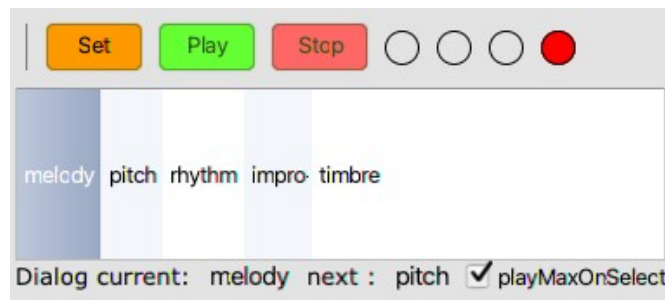 Set Play Stop
melody pitch rhythm impro- timbre
Dialog current: melody next : pitch playMaxOnSelect